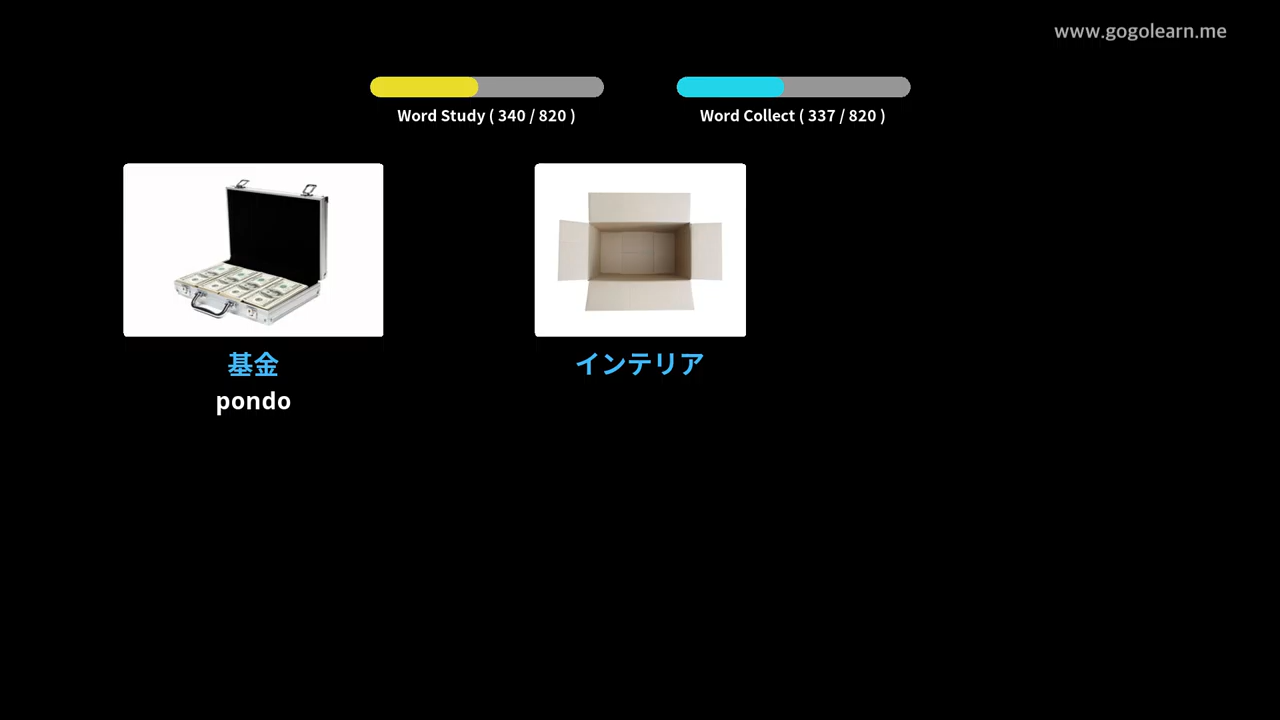 www.gogolearn.me
Word Study ( 340 / 820 )
Word Collect ( 337 / 820 )
基金
pondo
インテリア